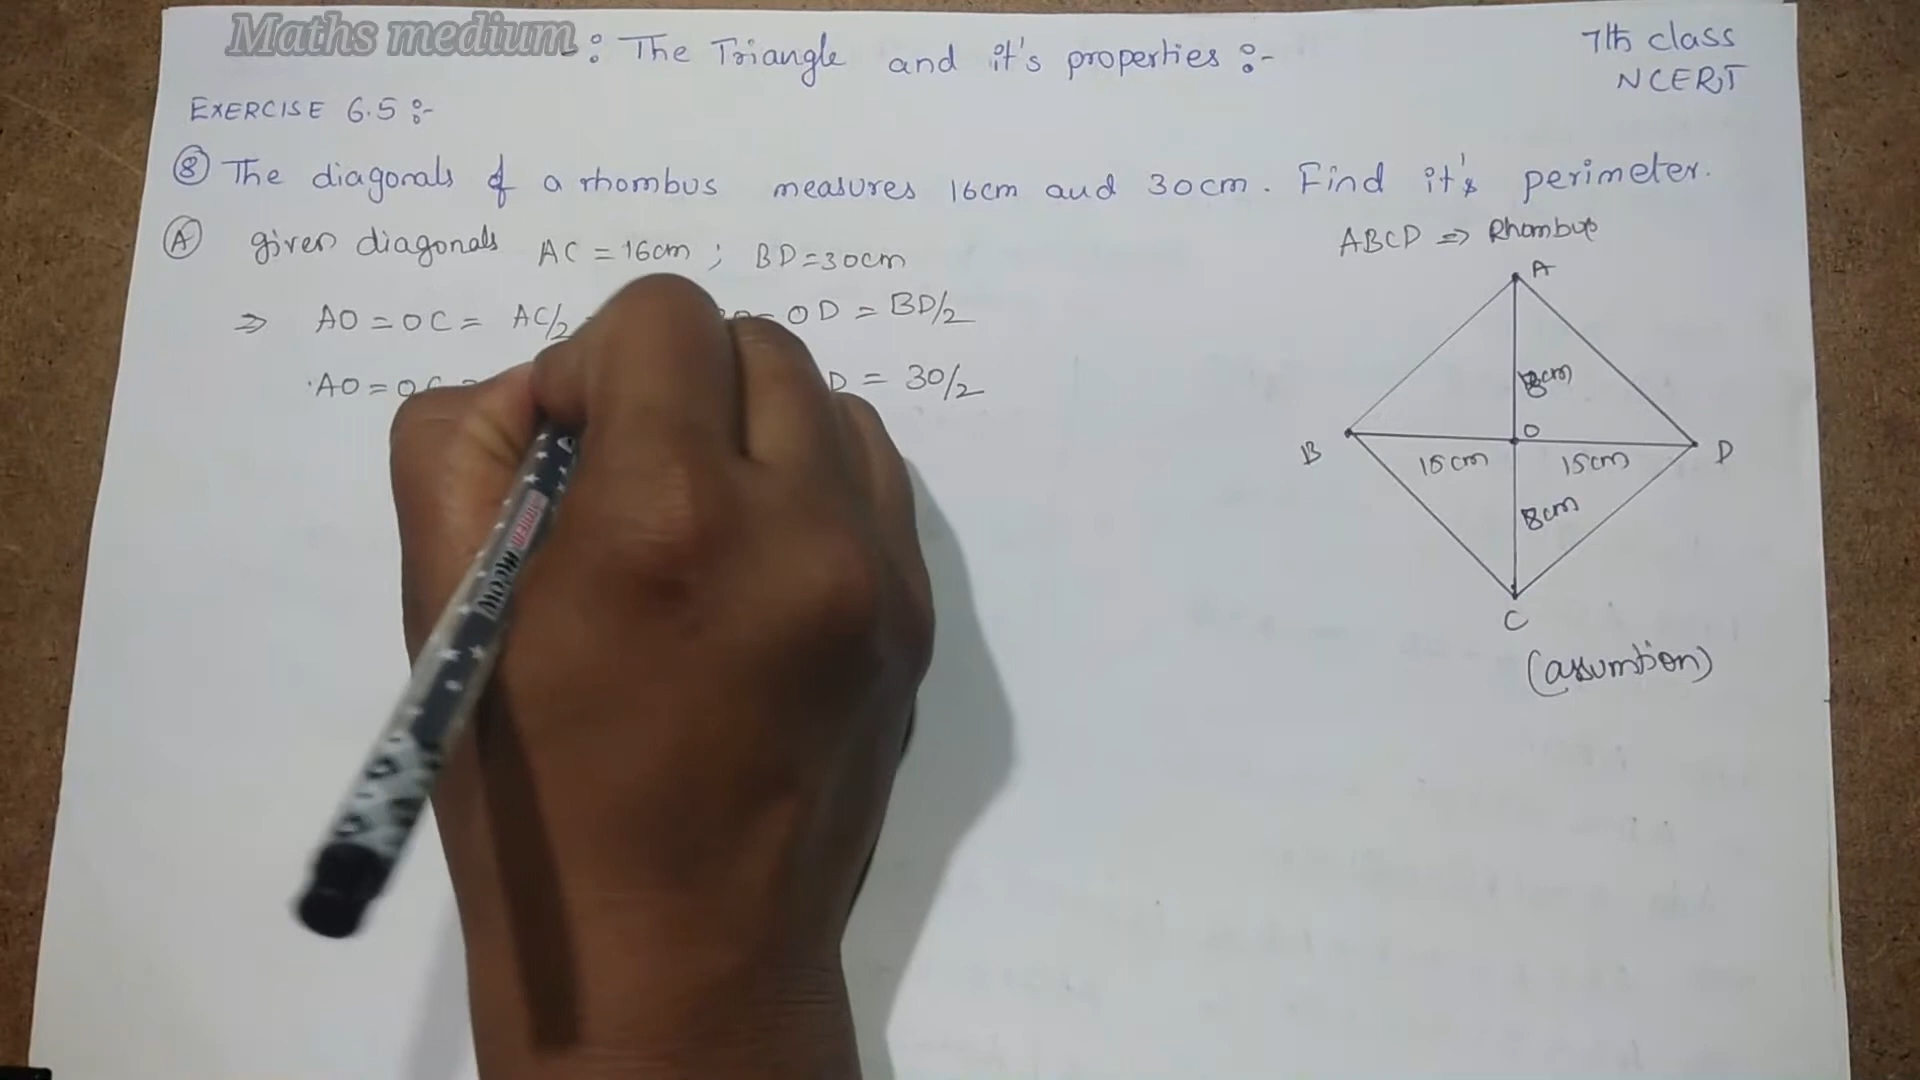 Maths medium : The Triangle and it's properties :-
7th class
NCERT
EXERCISE 6.5 :-
⑧ The diagonals of a rhombus measures 16cm and 30cm. Find it's perimeter.
Ⓐ given diagonals AC = 16cm ; BD = 30cm
ABCD => Rhombus
=> AO = OC = AC/2 OD = BD/2
AO = OC D = 30/2
A
8cm
O
B
15cm 15cm
D
8cm
C
(assumtion)